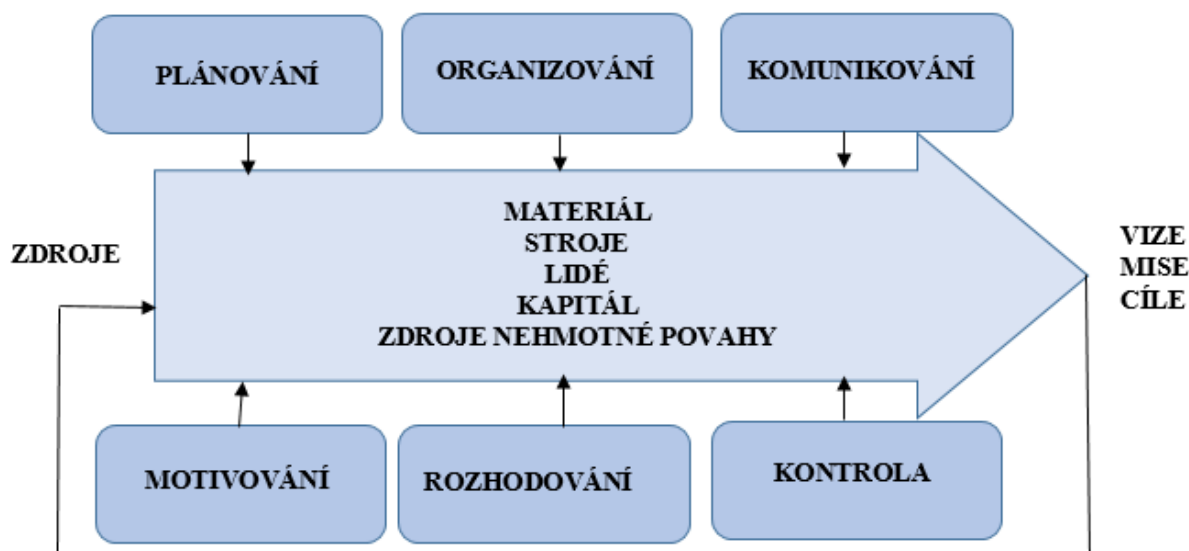 PLÁNOVÁNÍ
ORGANIZOVÁNÍ
KOMUNIKOVÁNÍ
ZDROJE
MATERIÁL
STROJE
LIDÉ
KAPITÁL
ZDROJE NEHMOTNÉ POVAHY
VIZE
MISE
CÍLE
MOTIVOVÁNÍ
ROZHODOVÁNÍ
KONTROLA